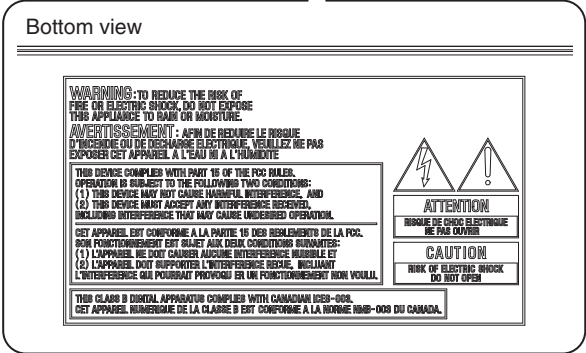 Bottom view
WARNING: TO REDUCE THE RISK OF
FIRE OR ELECTRIC SHOCK, DO NOT EXPOSE
THIS APPLIANCE TO RAIN OR MOISTURE.
AVERTISSEMENT: AFIN DE REDUIRE LE RISQUE
D'INCENDIE OU DE DECHARGE ELECTRIQUE, VEUILLEZ NE PAS
EXPOSER CET APPAREIL A L'EAU NI A L'HUMIDITE
THIS DEVICE COMPLIES WITH PART 15 OF THE FCC RULES.
OPERATION IS SUBJECT TO THE FOLLOWING TWO CONDITIONS:
(1) THIS DEVICE MAY NOT CAUSE HARMFUL INTERFERENCE, AND
(2) THIS DEVICE MUST ACCEPT ANY INTERFERENCE RECEIVED,
INCLUDING INTERFERENCE THAT MAY CAUSE UNDESIRED OPERATION.
CET APPAREIL EST CONFORME A LA PARTIE 15 DES REGLEMENTS DE LA FCC.
SON FONCTIONNEMENT EST SUJET AUX DEUX CONDITIONS SUIVANTES:
(1) L'APPAREIL NE DOIT CAUSER AUCUNE INTERFERENCE NUISIBLE ET
(2) L'APPAREIL DOIT SUPPORTER L'INTERFERENCE RECUE, INCLUANT
L'INTERFERENCE QUI POURRAIT PROVOQU ER UN FONCTIONNEMENT NON VOULU.
THIS CLASS B DIGITAL APPARATUS COMPLIES WITH CANADIAN ICES-003.
CET APPAREIL NUMERIQUE DE LA CLASSE B EST CONFORME A LA NORME NMB-003 DU CANADA.
ATTENTION
RISQUE DE CHOC ELECTRIQUE
NE PAS OUVRIR
CAUTION
RISK OF ELECTRIC SHOCK
DO NOT OPEN